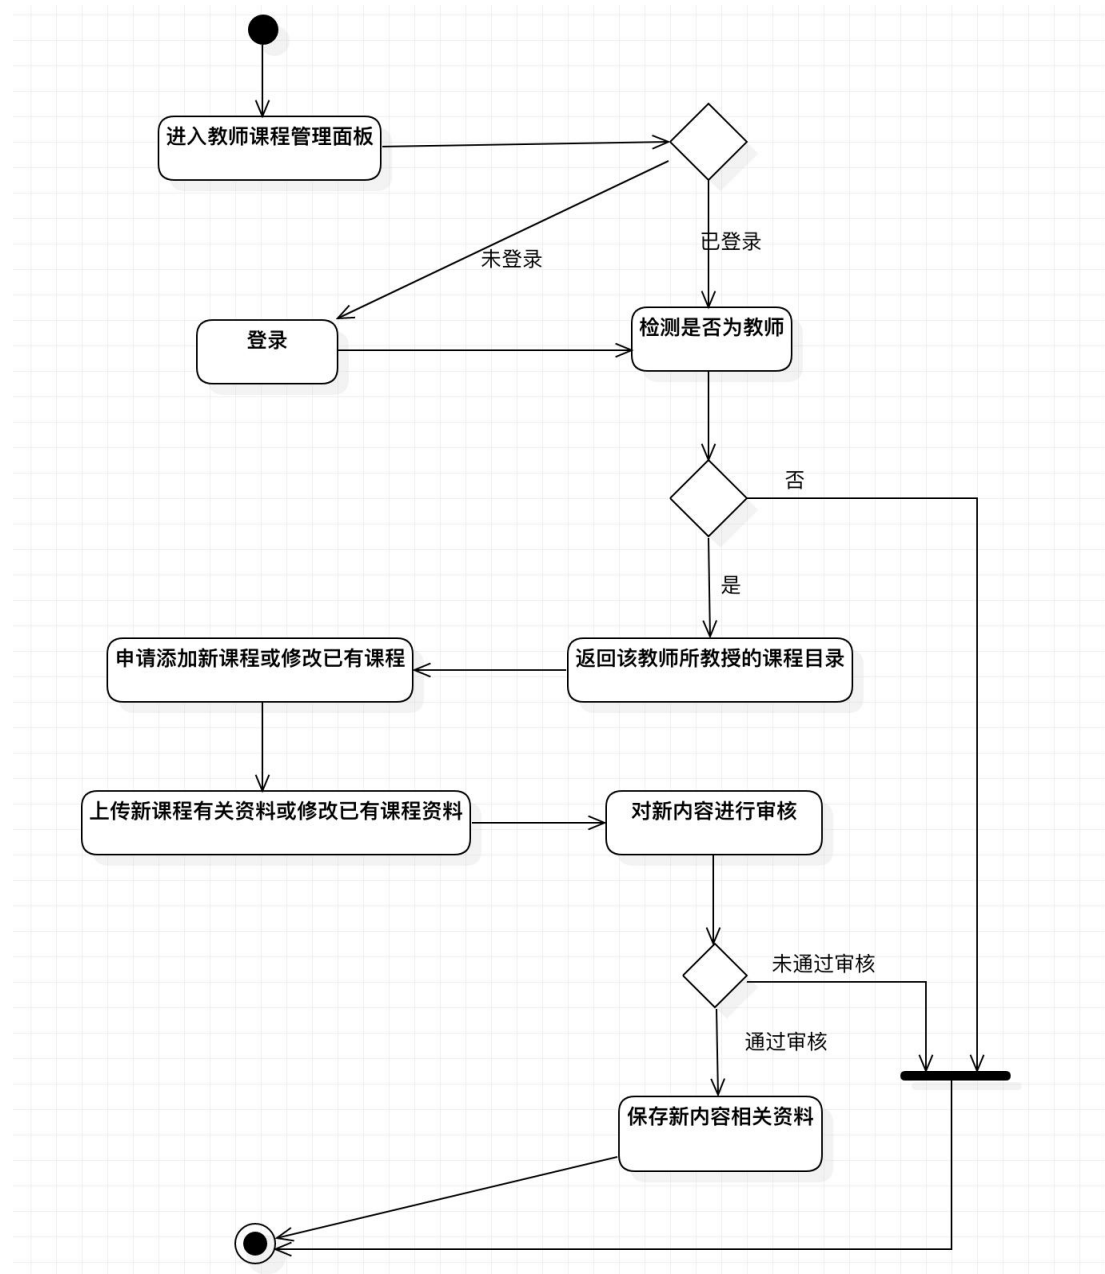 进入教师课程管理面板
已登录
未登录
检测是否为教师
登录
否
是
申请添加新课程或修改已有课程
返回该教师所教授的课程目录
上传新课程有关资料或修改已有课程资料
对新内容进行审核
未通过审核
通过审核
保存新内容相关资料